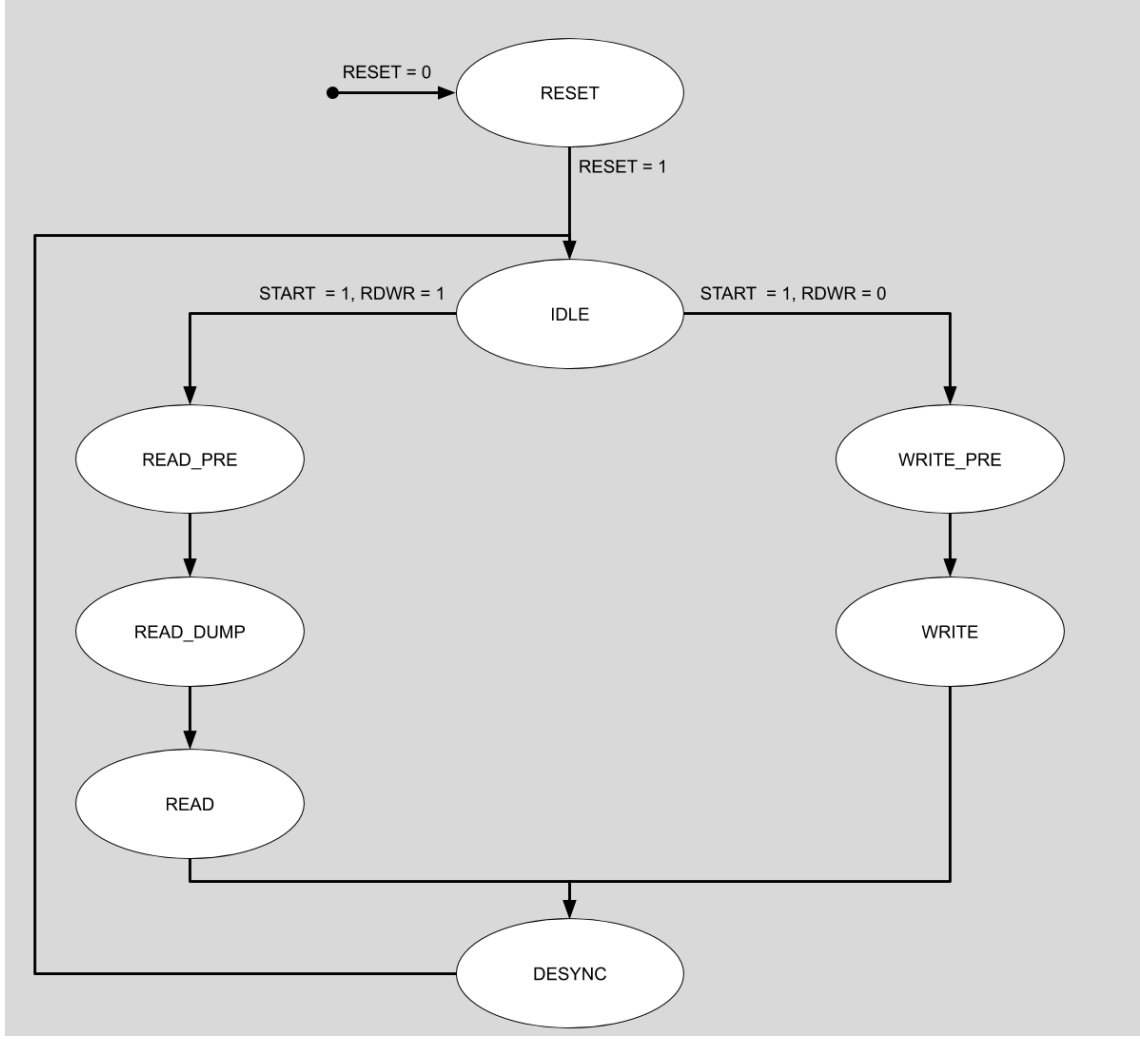 RESET = 0
RESET
RESET = 1
START  = 1, RDWR = 1
START  = 1, RDWR = 0
IDLE
READ_PRE
WRITE_PRE
READ_DUMP
WRITE
READ
DESYNC